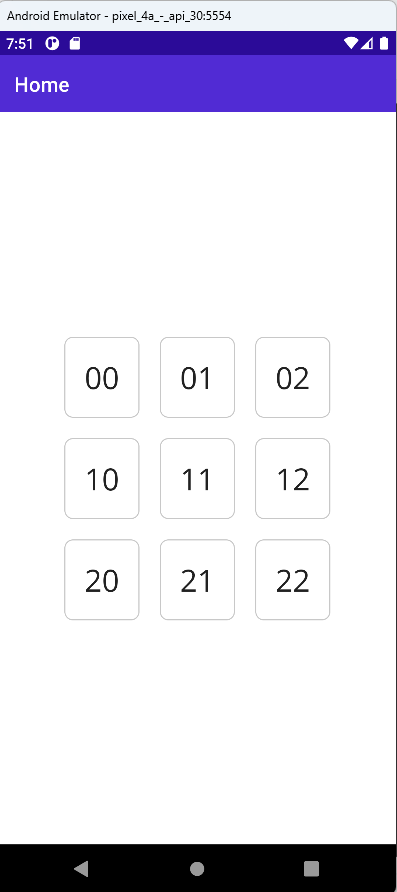 Android Emulator - pixel_4a_-_api_30:5554
7:51
Home
00 01 02
10 11 12
20 21 22